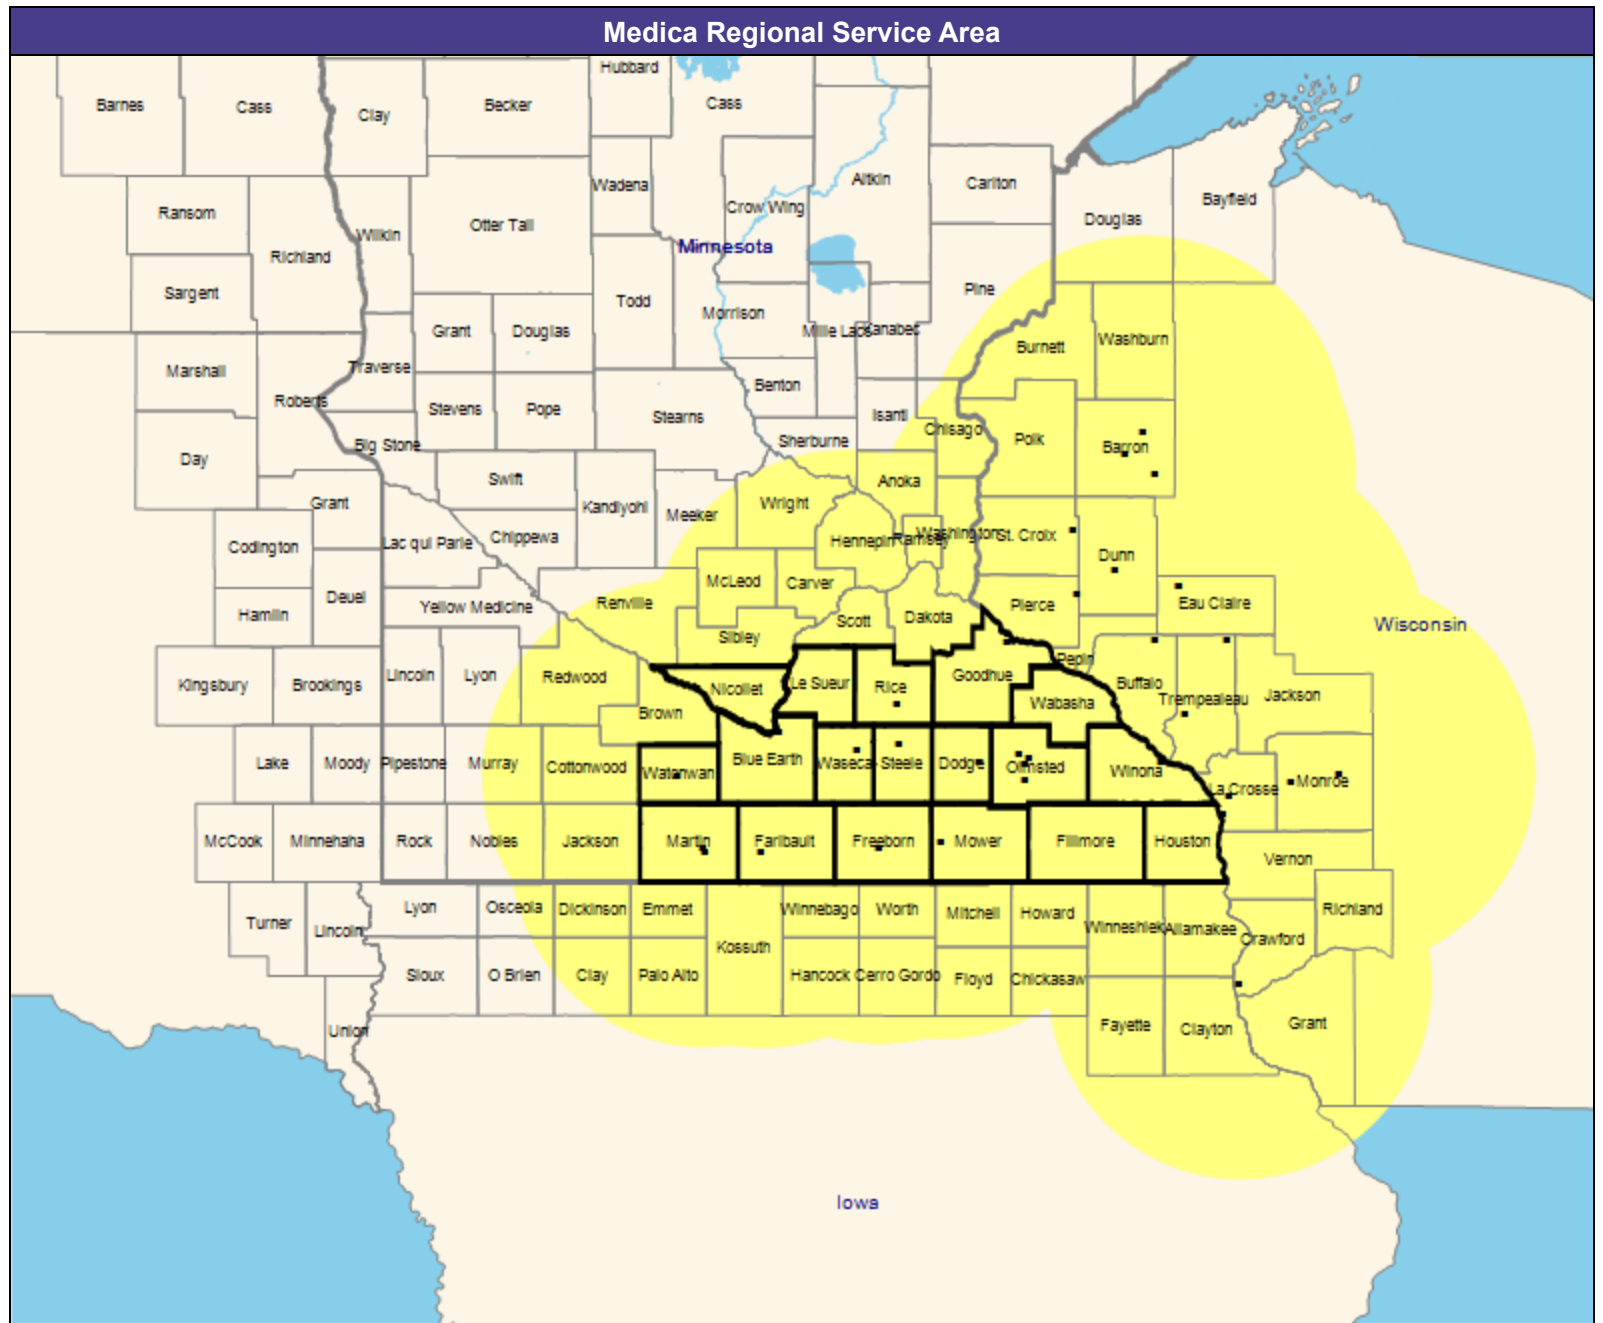 Medica Regional Service Area
Hubbard
Barnes
Cass
Clay
Becker
Cass
Wadena
Aitkin
Carlton
Ransom
Crow Wing
Bayfield
Otter Tail
Douglas
Wilkin
Minnesota
Richland
Sargent
Todd
Pine
Morrison
Grant
Douglas
Mille Lacs
Kanabec
Burnett
Washburn
Marshall
Traverse
Benton
Roberts
Stevens
Pope
Stearns
Isanti
Chisago
Polk
Big Stone
Sherburne
Barron
Day
Swift
Anoka
Grant
Kandiyohi
Meeker
Wright
Codington
Lac qui Parle
Chippewa
Hennepin
Ramsey
Washington
St. Croix
Dunn
Deuel
McLeod
Carver
Hamlin
Yellow Medicine
Renville
Scott
Dakota
Pierce
Eau Claire
Wisconsin
Sibley
Pepin
Kingsbury
Brookings
Lincoln
Lyon
Redwood
Nicollet
Le Sueur
Rice
Goodhue
Wabasha
Buffalo
Trempealeau
Jackson
Brown
Lake
Moody
Pipestone
Murray
Cottonwood
Watonwan
Blue Earth
Waseca
Steele
Dodge
Olmsted
Winona
La Crosse
Monroe
McCook
Minnehaha
Rock
Nobles
Jackson
Martin
Faribault
Freeborn
Mower
Fillmore
Houston
Vernon
Turner
Lincoln
Lyon
Osceola
Dickinson
Emmet
Kossuth
Winnebago
Worth
Mitchell
Howard
Winneshiek
Allamakee
Crawford
Richland
Sioux
O Brien
Clay
Palo Alto
Hancock
Cerro Gordo
Floyd
Chickasaw
Union
Fayette
Clayton
Grant
Iowa